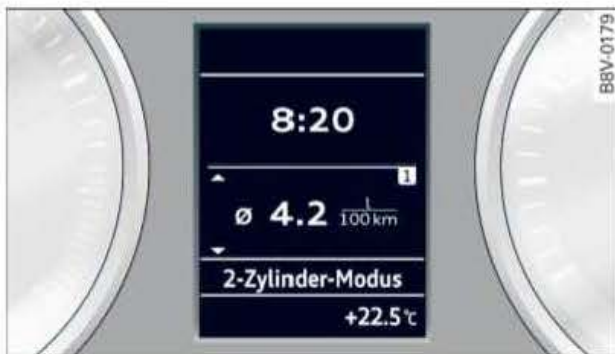 8:20
1
ø 4.2 l/100 km
2-Zylinder-Modus
+22.5 °C
B8V-0179